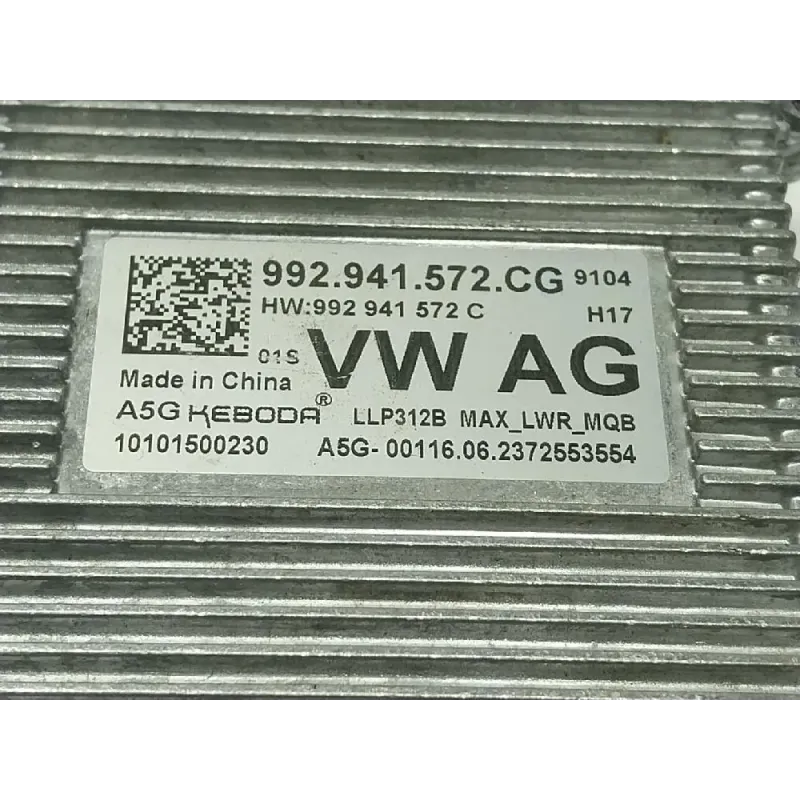 992.941.572.CG 9104
HW:992 941 572 C H17
01S VW AG
Made in China
A5G KEBODA® LLP312B MAX_LWR_MQB
10101500230 A5G-00116.06.2372553554